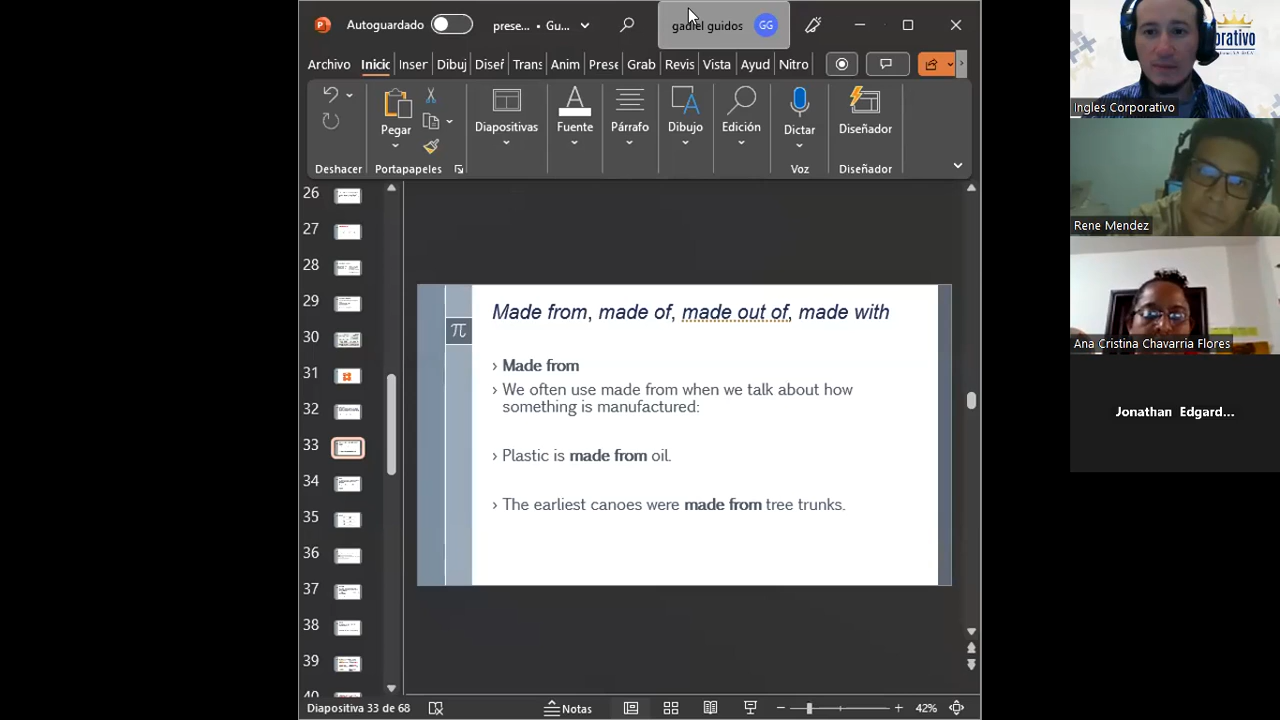 Autoguardado
prese... • Gu...
gadiel guidos
GG
Archivo Inicic Inser Dibuj Diseñ Trans Anim Prese Grab Revis Vista Ayud Nitro
Pegar
Diapositivas
Fuente
Párrafo
Dibujo
Edición
Dictar
Diseñador
Deshacer
Portapapeles
Voz
Diseñador
26
27
28
29
30
31
32
33
34
35
36
37
38
39
40
π
Made from, made of, made out of, made with
› Made from
› We often use made from when we talk about how
something is manufactured:
› Plastic is made from oil.
› The earliest canoes were made from tree trunks.
Diapositiva 33 de 68
Notas
42%
Ingles Corporativo
Rene Mendez
Ana Cristina Chavarria Flores
Jonathan Edgard...